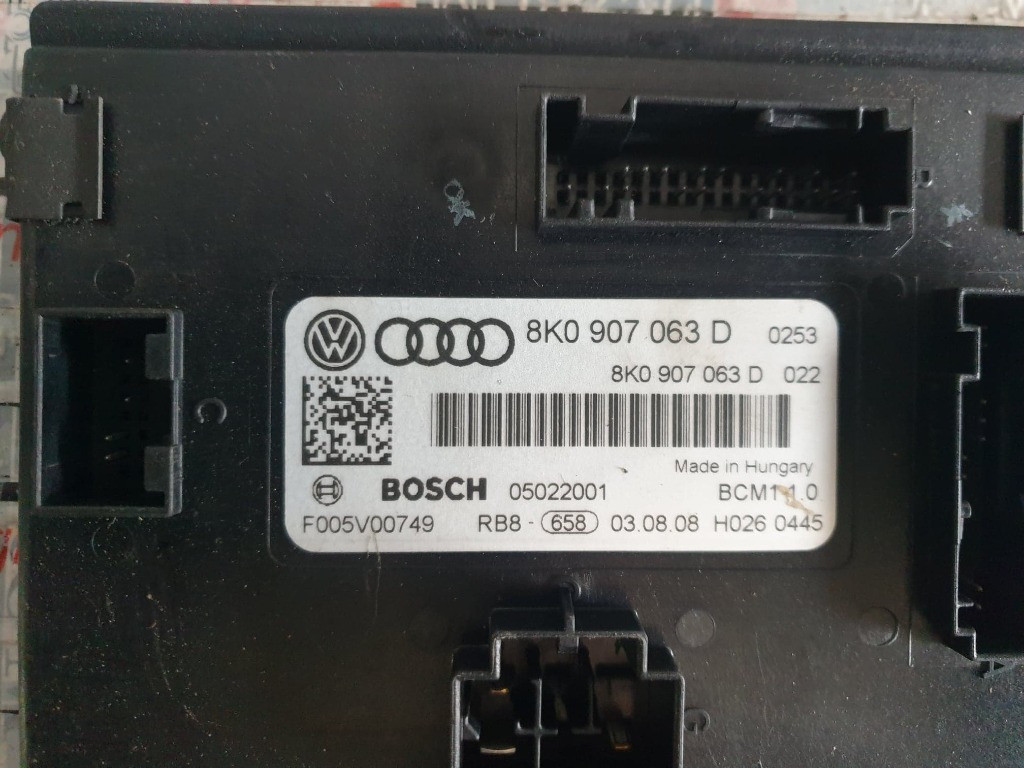 8K0 907 063 D 0253
8K0 907 063 D 022
Made in Hungary
BOSCH 05022001 BCM1 1.0
F005V00749 RB8 - 658 03.08.08 H026 0445
D
C
A